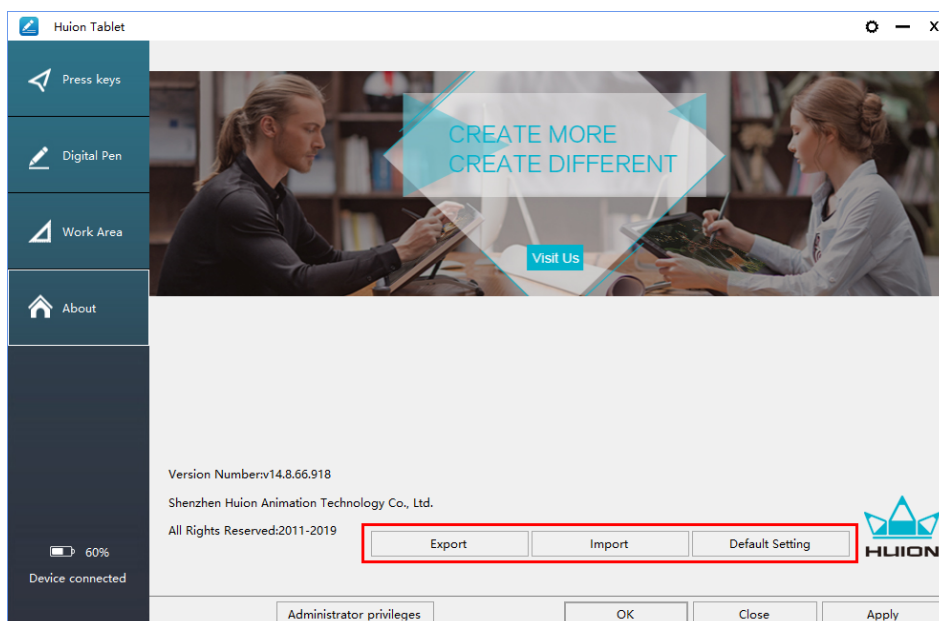 Huion Tablet
Press keys
Digital Pen
Work Area
About
CREATE MORE
CREATE DIFFERENT
Visit Us
Version Number:v14.8.66.918
Shenzhen Huion Animation Technology Co., Ltd.
All Rights Reserved:2011-2019
Export Import Default Setting
HUION
60%
Device connected
Administrator privileges OK Close Apply